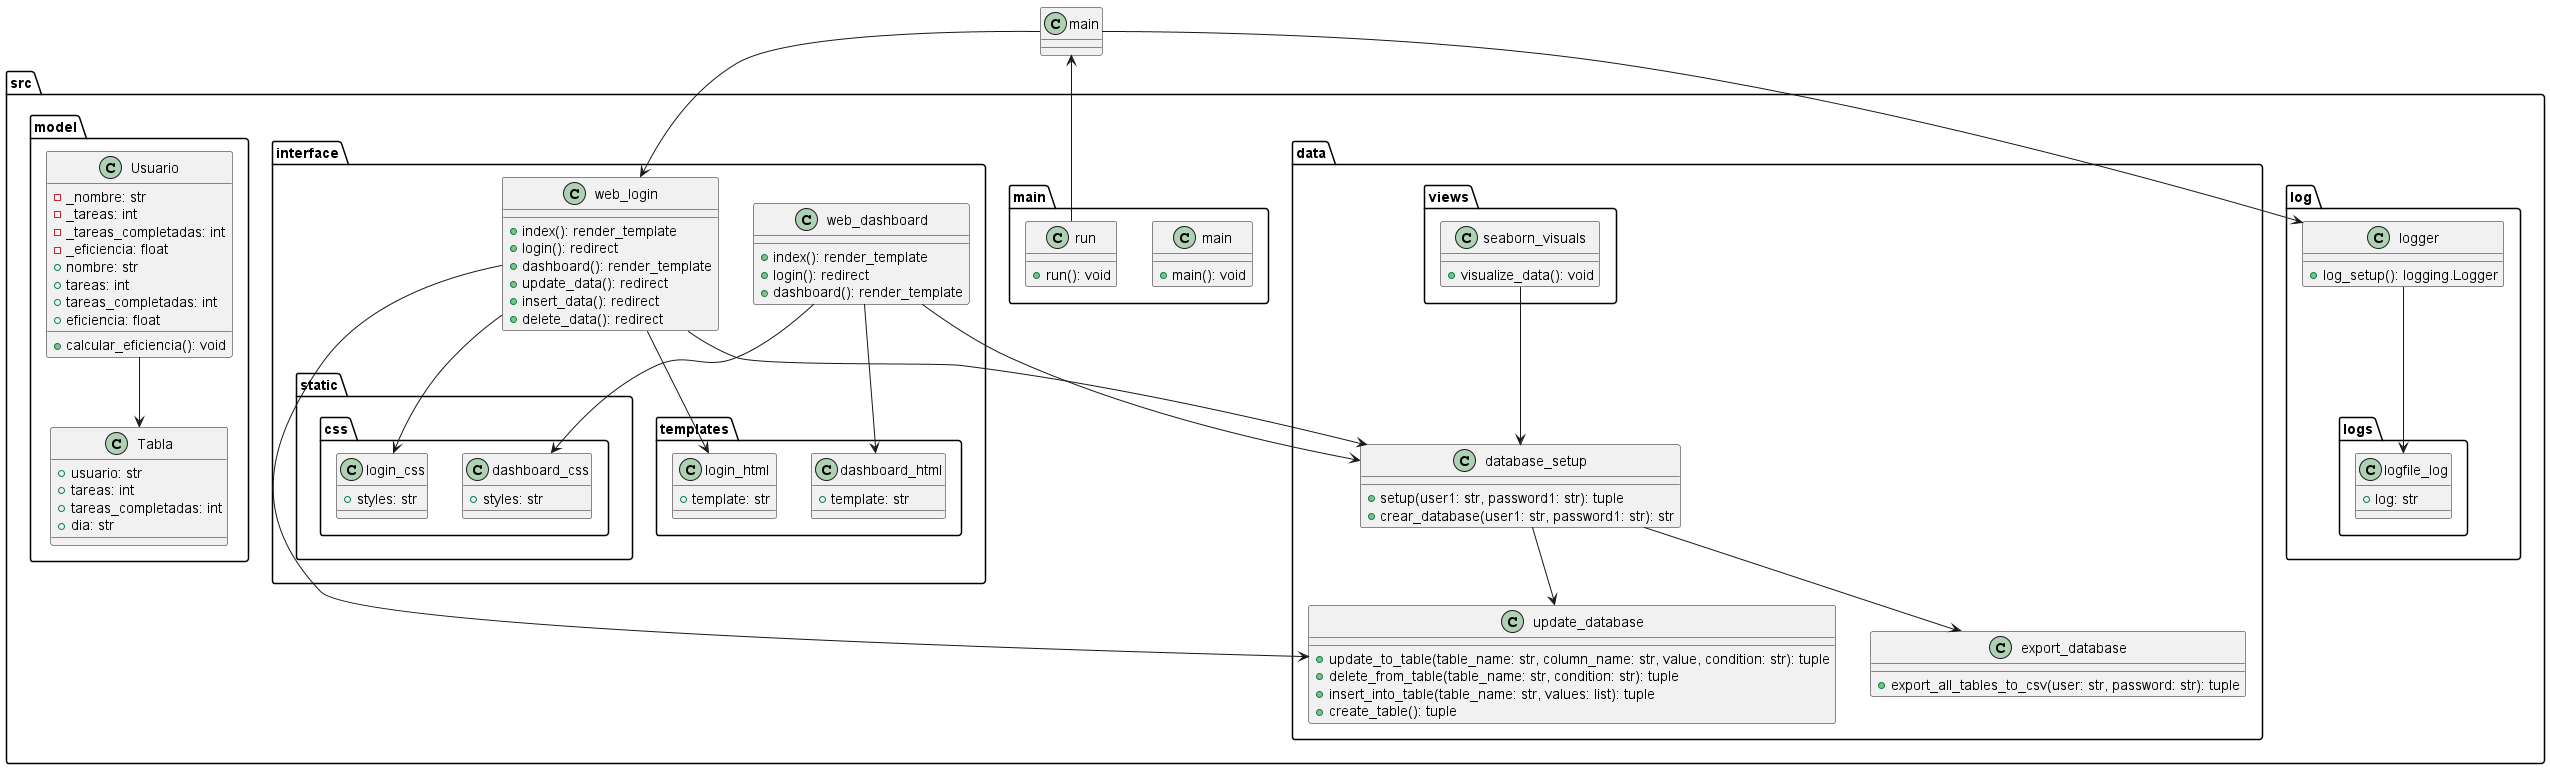 C main
src
model
C Usuario
_nombre: str
_tareas: int
_tareas_completadas: int
_eficiencia: float
nombre: str
tareas: int
tareas_completadas: int
eficiencia: float
calcular_eficiencia(): void
C Tabla
usuario: str
tareas: int
tareas_completadas: int
dia: str
interface
C web_login
index(): render_template
login(): redirect
dashboard(): render_template
update_data(): redirect
insert_data(): redirect
delete_data(): redirect
C web_dashboard
index(): render_template
login(): redirect
dashboard(): render_template
static
css
C login_css
styles: str
C dashboard_css
styles: str
templates
C login_html
template: str
C dashboard_html
template: str
main
C run
run(): void
C main
main(): void
data
views
C seaborn_visuals
visualize_data(): void
C database_setup
setup(user1: str, password1: str): tuple
crear_database(user1: str, password1: str): str
C update_database
update_to_table(table_name: str, column_name: str, value, condition: str): tuple
delete_from_table(table_name: str, condition: str): tuple
insert_into_table(table_name: str, values: list): tuple
create_table(): tuple
C export_database
export_all_tables_to_csv(user: str, password: str): tuple
log
C logger
log_setup(): logging.Logger
logs
C logfile_log
log: str